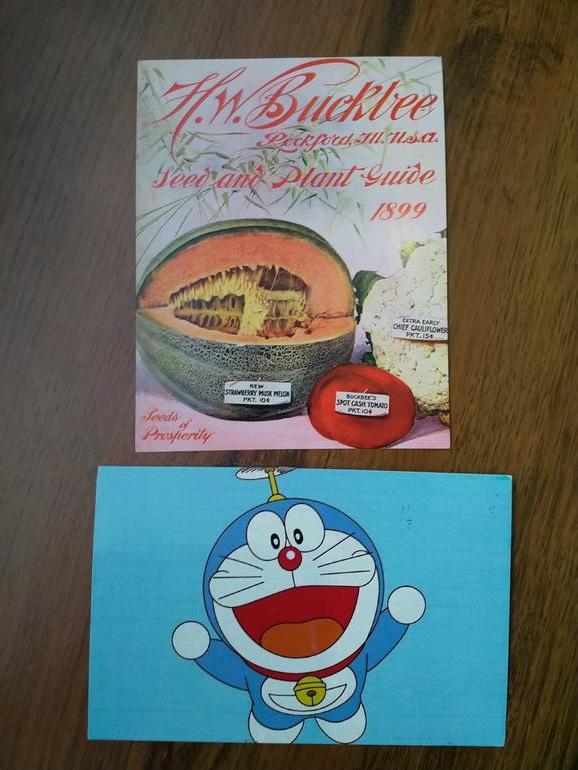 H.W. Buckbee
Rockford, Ill. U.S.A.
Seed and Plant Guide
1899
EXTRA EARLY
CHIEF CAULIFLOWER
PKT. 15¢
NEW
STRAWBERRY MUSK MELON
PKT. 10¢
BUCKBEE'S
SPOT CASH TOMATO
PKT. 10¢
Seeds
of
Prosperity